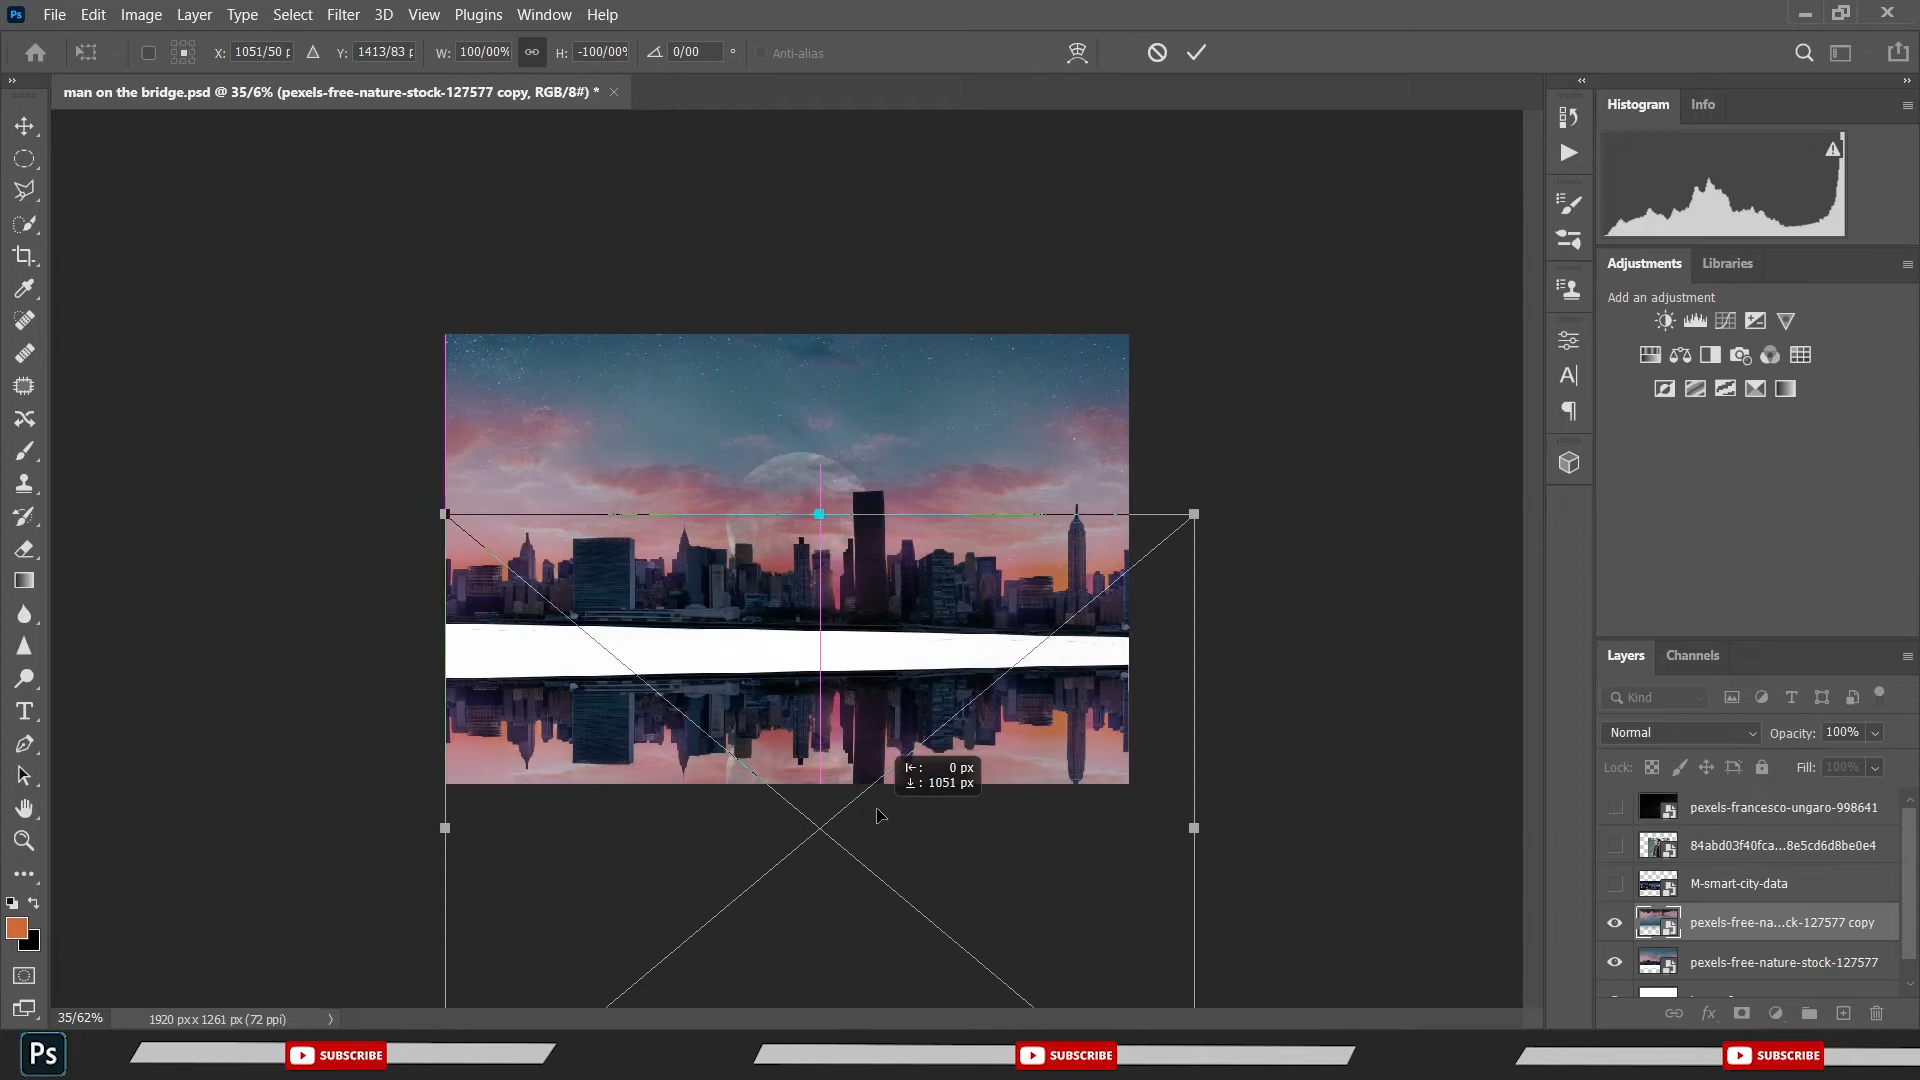 Ps File Edit Image Layer Type Select Filter 3D View Plugins Window Help
X: 1051/50 p Y: 1413/83 p W: 100/00% H: -100/00% 0/00 ° Anti-alias
man on the bridge.psd @ 35/6% (pexels-free-nature-stock-127577 copy, RGB/8#) * ×
Histogram Info
Adjustments Libraries
Add an adjustment
0 px
: 1051 px
Layers Channels
Kind
Normal Opacity: 100%
Lock: Fill: 100%
pexels-francesco-ungaro-998641
84abd03f40fca...8e5cd6d8be0e4
M-smart-city-data
pexels-free-na...ck-127577 copy
pexels-free-nature-stock-127577
35/62% 1920 px x 1261 px (72 ppi)
Ps SUBSCRIBE SUBSCRIBE SUBSCRIBE